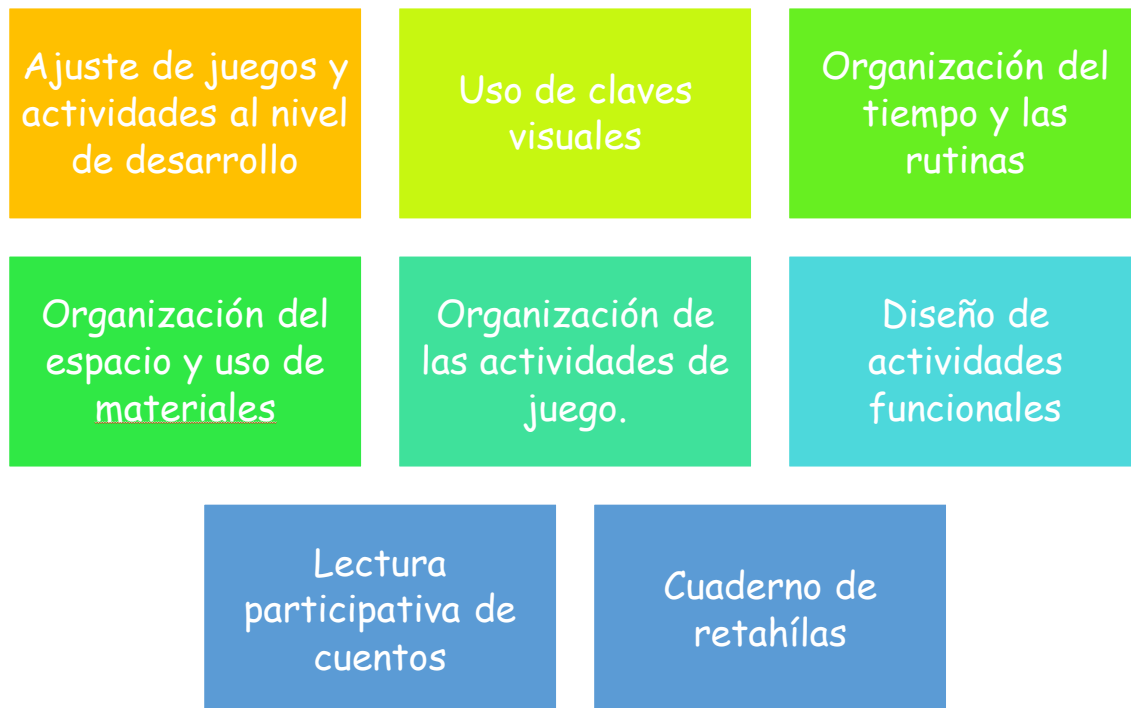 Ajuste de juegos y
actividades al nivel
de desarrollo
Uso de claves
visuales
Organización del
tiempo y las
rutinas
Organización del
espacio y uso de
materiales
Organización de
las actividades de
juego.
Diseño de
actividades
funcionales
Lectura
participativa de
cuentos
Cuaderno de
retahílas